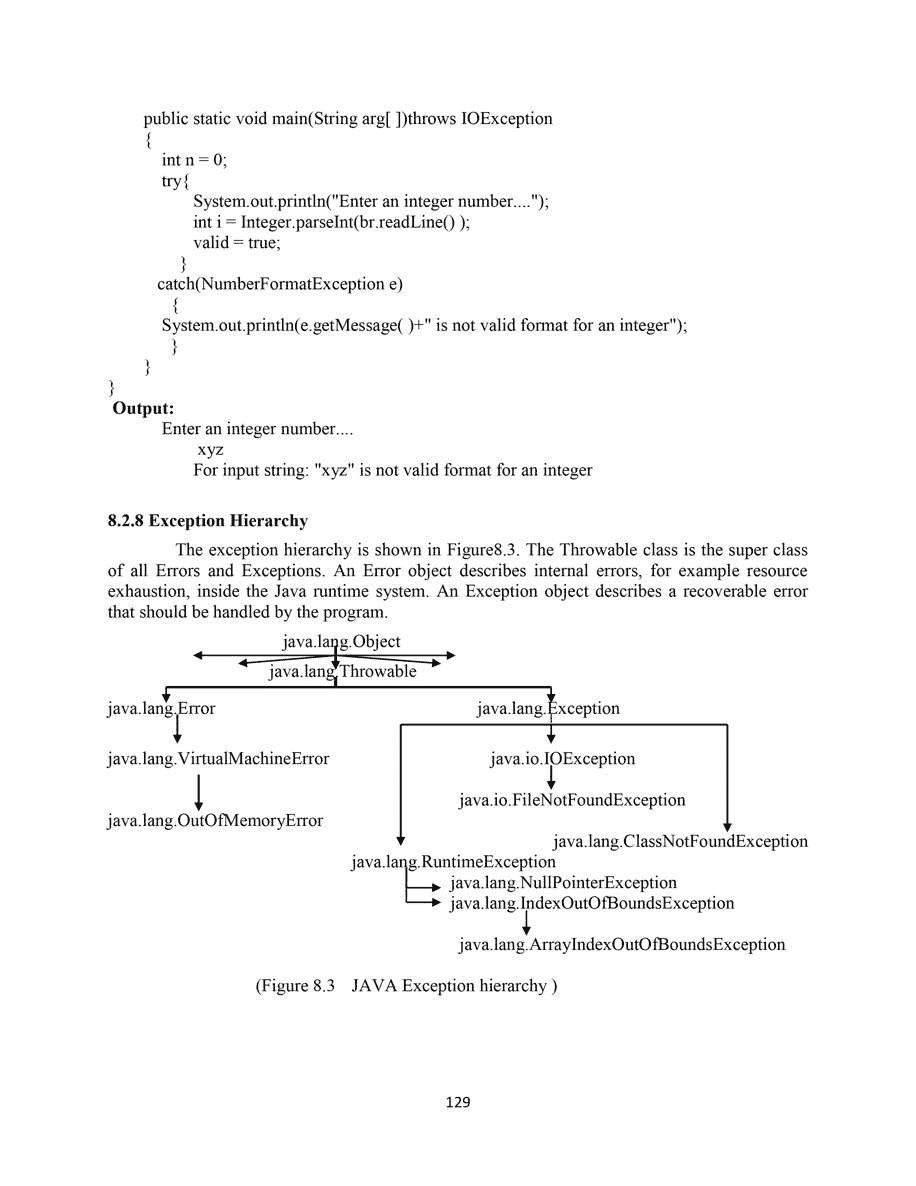 public static void main(String arg[ ])throws IOException
{
int n = 0;
try{
System.out.println("Enter an integer number....");
int i = Integer.parseInt(br.readLine() );
valid = true;
}
catch(NumberFormatException e)
{
System.out.println(e.getMessage( )+" is not valid format for an integer");
}
}
}
Output:
Enter an integer number....
xyz
For input string: "xyz" is not valid format for an integer
8.2.8 Exception Hierarchy
The exception hierarchy is shown in Figure8.3. The Throwable class is the super class
of all Errors and Exceptions. An Error object describes internal errors, for example resource
exhaustion, inside the Java runtime system. An Exception object describes a recoverable error
that should be handled by the program.
java.lang.Object
java.lang.Throwable
java.lang.Error java.lang.Exception
java.lang.VirtualMachineError java.io.IOException
java.io.FileNotFoundException
java.lang.OutOfMemoryError
java.lang.ClassNotFoundException
java.lang.RuntimeException
java.lang.NullPointerException
java.lang.IndexOutOfBoundsException
java.lang.ArrayIndexOutOfBoundsException
(Figure 8.3 JAVA Exception hierarchy )
129